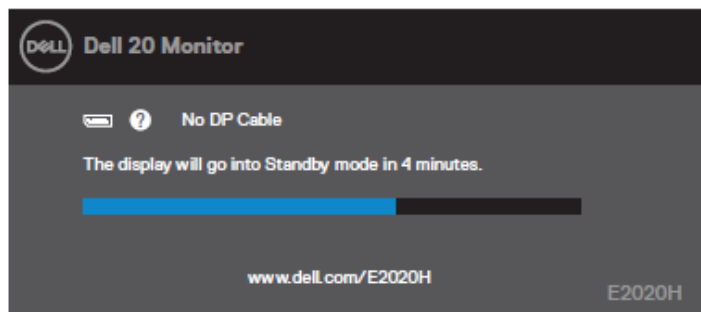 DELL Dell 20 Monitor
? No DP Cable
The display will go into Standby mode in 4 minutes.
www.dell.com/E2020H
E2020H